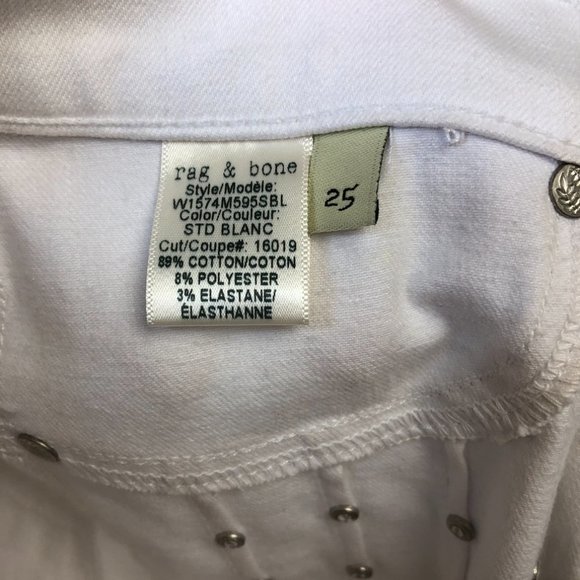 rag & bone
Style/Modèle:
W1574M595SBL
Color/Couleur:
STD BLANC
Cut/Coupe#: 16019
89% COTTON/COTON
8% POLYESTER
3% ELASTANE/
ÉLASTHANNE
25